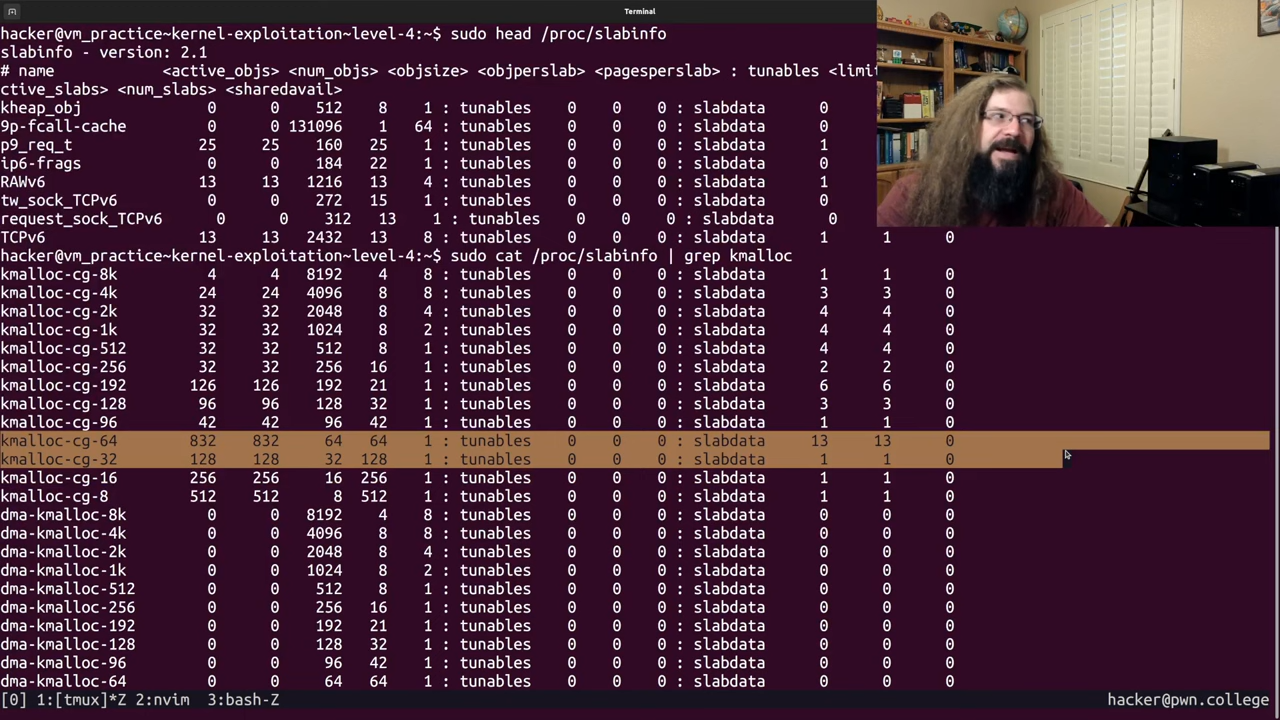 Terminal
hacker@vm_practice~kernel-exploitation~level-4:~$ sudo head /proc/slabinfo
slabinfo - version: 2.1
# name            <active_objs> <num_objs> <objsize> <objperslab> <pagesperslab> : tunables <limi
ctive_slabs> <num_slabs> <sharedavail>
kheap_obj              0      0    512    8    1 : tunables    0    0    0 : slabdata      0
9p-fcall-cache         0      0 131096    1   64 : tunables    0    0    0 : slabdata      0
p9_req_t              25     25    160   25    1 : tunables    0    0    0 : slabdata      1
ip6-frags              0      0    184   22    1 : tunables    0    0    0 : slabdata      0
RAWv6                 13     13   1216   13    4 : tunables    0    0    0 : slabdata      1
tw_sock_TCPv6          0      0    272   15    1 : tunables    0    0    0 : slabdata      0
request_sock_TCPv6      0      0    312   13    1 : tunables    0    0    0 : slabdata      0
TCPv6                 13     13   2432   13    8 : tunables    0    0    0 : slabdata      1      1      0
hacker@vm_practice~kernel-exploitation~level-4:~$ sudo cat /proc/slabinfo | grep kmalloc
kmalloc-cg-8k          4      4   8192    4    8 : tunables    0    0    0 : slabdata      1      1      0
kmalloc-cg-4k         24     24   4096    8    8 : tunables    0    0    0 : slabdata      3      3      0
kmalloc-cg-2k         32     32   2048    8    4 : tunables    0    0    0 : slabdata      4      4      0
kmalloc-cg-1k         32     32   1024    8    2 : tunables    0    0    0 : slabdata      4      4      0
kmalloc-cg-512        32     32    512    8    1 : tunables    0    0    0 : slabdata      4      4      0
kmalloc-cg-256        32     32    256   16    1 : tunables    0    0    0 : slabdata      2      2      0
kmalloc-cg-192       126    126    192   21    1 : tunables    0    0    0 : slabdata      6      6      0
kmalloc-cg-128        96     96    128   32    1 : tunables    0    0    0 : slabdata      3      3      0
kmalloc-cg-96         42     42     96   42    1 : tunables    0    0    0 : slabdata      1      1      0
kmalloc-cg-64        832    832     64   64    1 : tunables    0    0    0 : slabdata     13     13      0
kmalloc-cg-32        128    128     32  128    1 : tunables    0    0    0 : slabdata      1      1      0
kmalloc-cg-16        256    256     16  256    1 : tunables    0    0    0 : slabdata      1      1      0
kmalloc-cg-8         512    512      8  512    1 : tunables    0    0    0 : slabdata      1      1      0
dma-kmalloc-8k         0      0   8192    4    8 : tunables    0    0    0 : slabdata      0      0      0
dma-kmalloc-4k         0      0   4096    8    8 : tunables    0    0    0 : slabdata      0      0      0
dma-kmalloc-2k         0      0   2048    8    4 : tunables    0    0    0 : slabdata      0      0      0
dma-kmalloc-1k         0      0   1024    8    2 : tunables    0    0    0 : slabdata      0      0      0
dma-kmalloc-512        0      0    512    8    1 : tunables    0    0    0 : slabdata      0      0      0
dma-kmalloc-256        0      0    256   16    1 : tunables    0    0    0 : slabdata      0      0      0
dma-kmalloc-192        0      0    192   21    1 : tunables    0    0    0 : slabdata      0      0      0
dma-kmalloc-128        0      0    128   32    1 : tunables    0    0    0 : slabdata      0      0      0
dma-kmalloc-96         0      0     96   42    1 : tunables    0    0    0 : slabdata      0      0      0
dma-kmalloc-64         0      0     64   64    1 : tunables    0    0    0 : slabdata      0      0      0
[0] 1:[tmux]*Z 2:nvim  3:bash-Z hacker@pwn.college